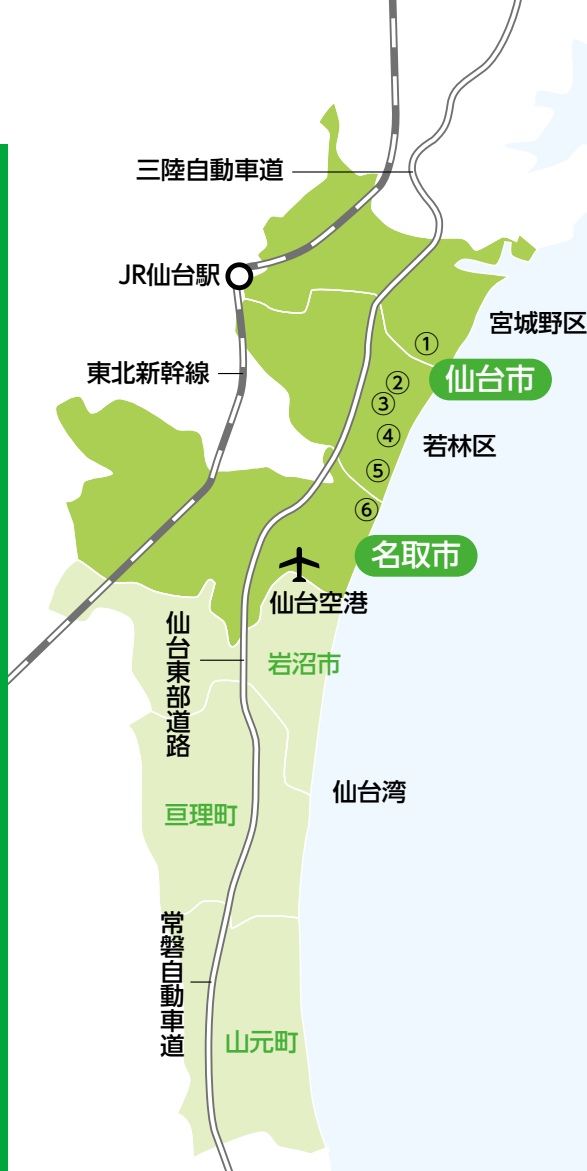 三陸自動車道
JR仙台駅
宮城野区
①
東北新幹線
仙台市
②
③
④
若林区
⑤
⑥
名取市
仙台空港
仙台東部道路
岩沼市
仙台湾
亘理町
常磐自動車道
山元町